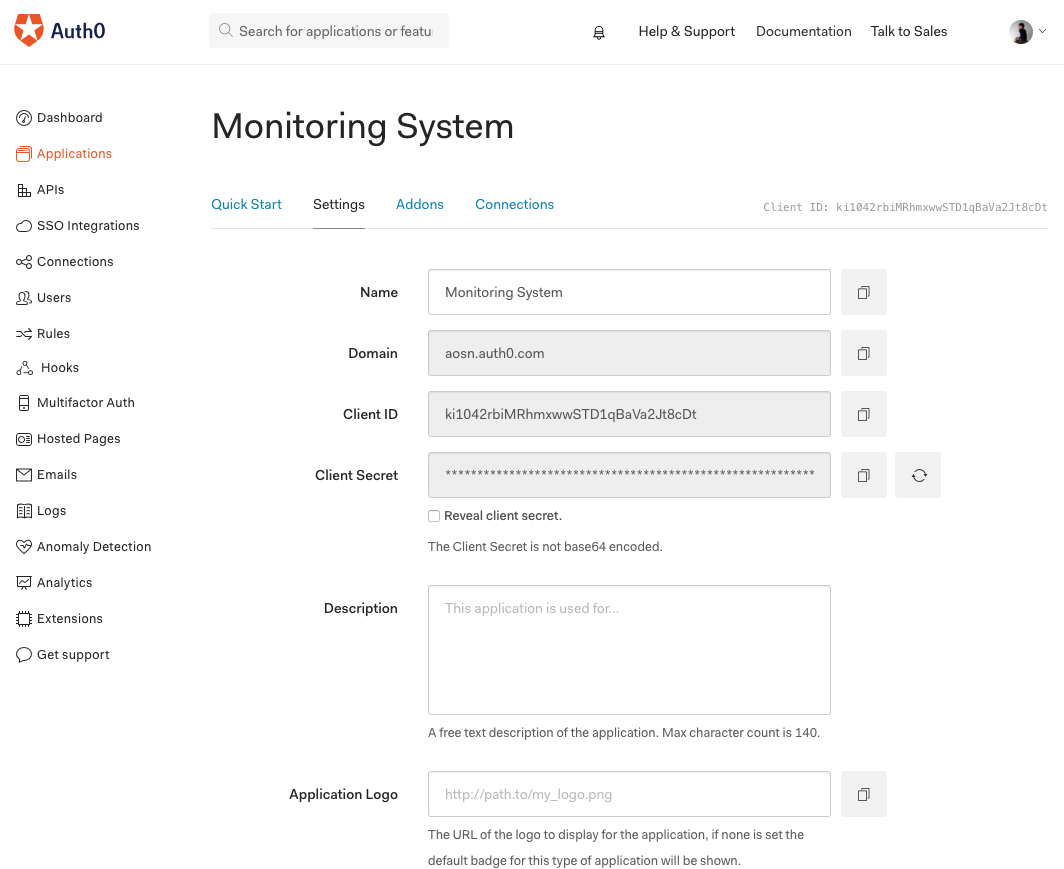 Auth0
Search for applications or featu
Help & Support
Documentation
Talk to Sales
Dashboard
Applications
APIs
SSO Integrations
Connections
Users
Rules
Hooks
Multifactor Auth
Hosted Pages
Emails
Logs
Anomaly Detection
Analytics
Extensions
Get support
Monitoring System
Quick Start
Settings
Addons
Connections
Client ID: ki1042rbiMRhmxwwSTD1qBaVa2Jt8cDt
Name
Monitoring System
Domain
aosn.auth0.com
Client ID
ki1042rbiMRhmxwwSTD1qBaVa2Jt8cDt
Client Secret
**********************************************************
Reveal client secret.
The Client Secret is not base64 encoded.
Description
This application is used for...
A free text description of the application. Max character count is 140.
Application Logo
http://path.to/my_logo.png
The URL of the logo to display for the application, if none is set the
default badge for this type of application will be shown.